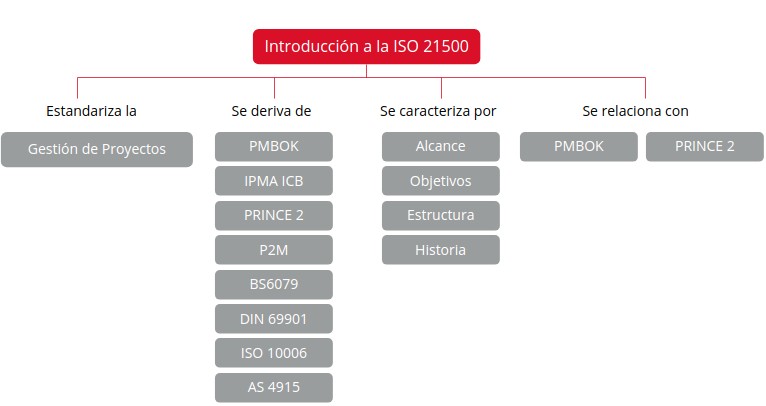 Introducción a la ISO 21500
Estandariza la
Gestión de Proyectos
Se deriva de
PMBOK
IPMA ICB
PRINCE 2
P2M
BS6079
DIN 69901
ISO 10006
AS 4915
Se caracteriza por
Alcance
Objetivos
Estructura
Historia
Se relaciona con
PMBOK
PRINCE 2